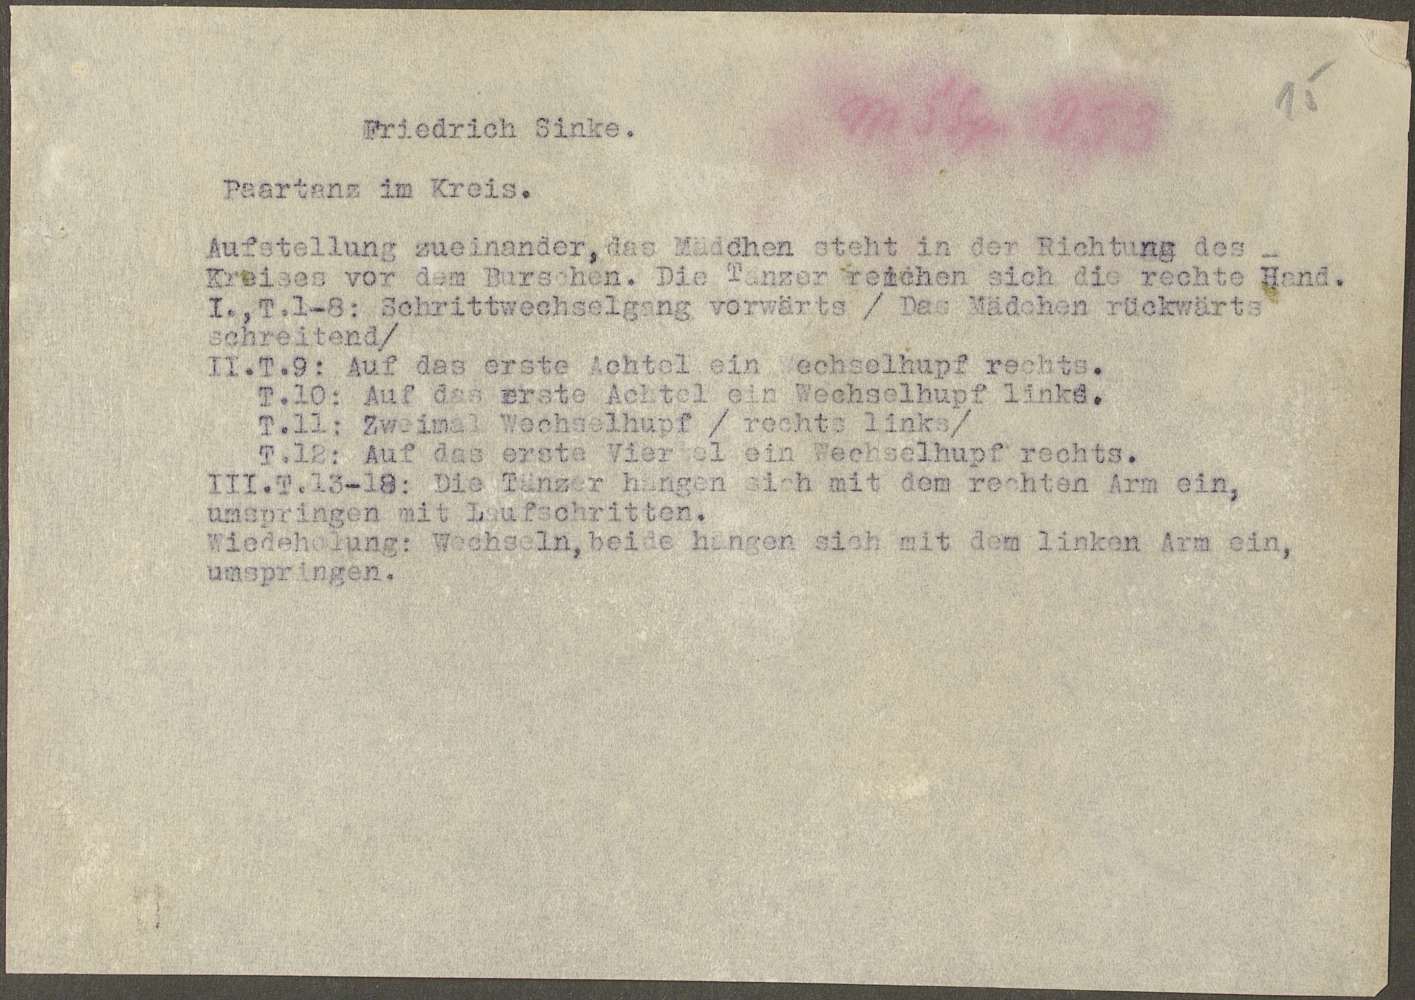 15
Friedrich Sinke.
Paartanz im Kreis.
Aufstellung zueinander,das Mädchen steht in der Richtung des _
Kreises vor dem Burschen. Die Tänzer reichen sich die rechte Hand.
I.,T.1-8: Schrittwechselgang vorwärts / Das Mädchen rückwärts
schreitend/
II.T.9: Auf das erste Achtel ein Wechselhupf rechts.
T.10: Auf das erste Achtel ein Wechselhupf links.
T.11: Zweimal Wechselhupf / rechts links/
T.12: Auf das erste Viertel ein Wechselhupf rechts.
III.T.13-18: Die Tänzer hängen sich mit dem rechten Arm ein,
umspringen mit Laufschritten.
Wiedeholung: Wechseln,beide hängen sich mit dem linken Arm ein,
umspringen.